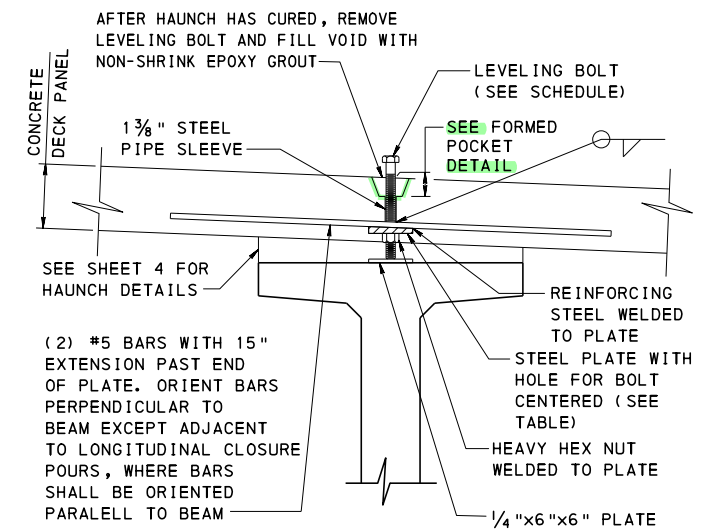 AFTER HAUNCH HAS CURED, REMOVE
LEVELING BOLT AND FILL VOID WITH
NON-SHRINK EPOXY GROUT
CONCRETE
DECK PANEL
1⅜" STEEL
PIPE SLEEVE
LEVELING BOLT
(SEE SCHEDULE)
SEE FORMED
POCKET
DETAIL
SEE SHEET 4 FOR
HAUNCH DETAILS
(2) #5 BARS WITH 15"
EXTENSION PAST END
OF PLATE. ORIENT BARS
PERPENDICULAR TO
BEAM EXCEPT ADJACENT
TO LONGITUDINAL CLOSURE
POURS, WHERE BARS
SHALL BE ORIENTED
PARALELL TO BEAM
REINFORCING
STEEL WELDED
TO PLATE
STEEL PLATE WITH
HOLE FOR BOLT
CENTERED (SEE
TABLE)
HEAVY HEX NUT
WELDED TO PLATE
¼"x6"x6" PLATE